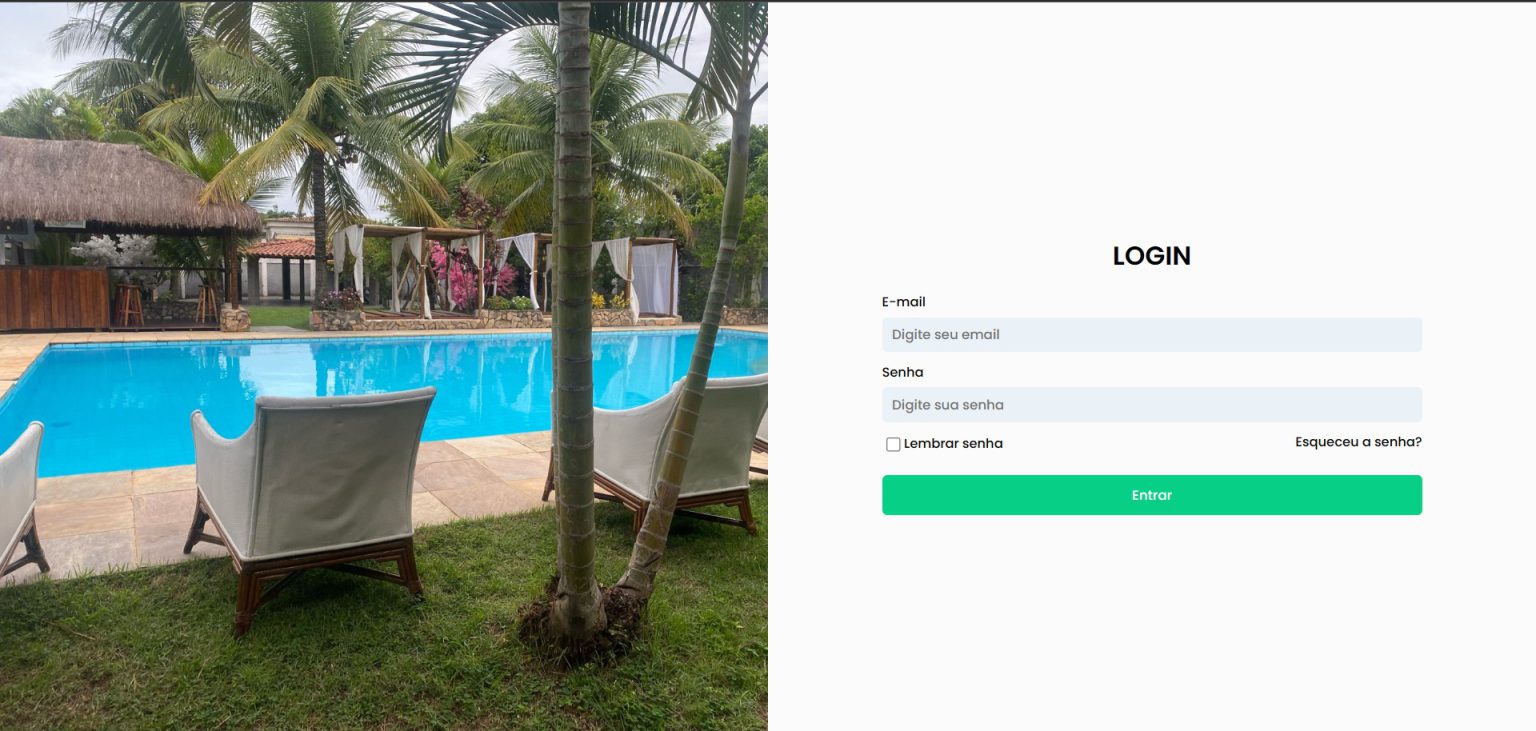 LOGIN
E-mail
Digite seu email
Senha
Digite sua senha
Lembrar senha
Esqueceu a senha?
Entrar